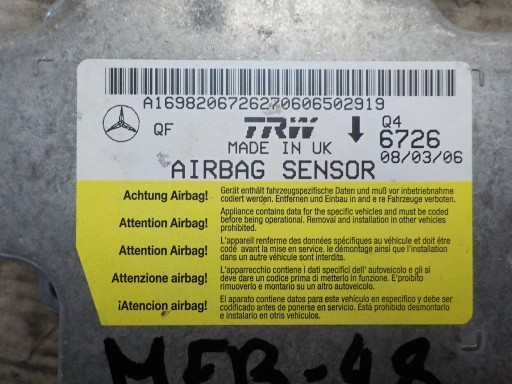 A1698206726270606502919
QF TRW Q4
MADE IN UK 6726
AIRBAG SENSOR 08/03/06
Achtung Airbag! Gerät enthält fahrzeugspezifische Daten und muß vor inbetriebnahme
codiert werden. Entfernen und Einbau in and e re Fahrzeuge verboten.
Attention Airbag! Appliance contains data for the specific vehicles and must be coded
before being operational. Removal and installation in other vehicles
prohibited.
Attention Airbag! L'appareil renferme des données spécifiques au véhicule et doit être
codé avant la mise en service. le démontage ainsi que l'installation
dans un autre véhicule sont interdits.
Attenzione airbag! L'apparecchio contiene i dati specifici dell' autoveicolo e gli si
deve dare un codice prima di metterlo in funzione. E'proibito
rimuoverlo e montario su un altro autoveicolo.
¡Atencion airbag! El aparato contiene datos para este vehículo en específico y debe ser
codificado antes de ponerse en servicio. Está prohibido desmontarlo
e instalarlo en otros vehículos.
MFB-48